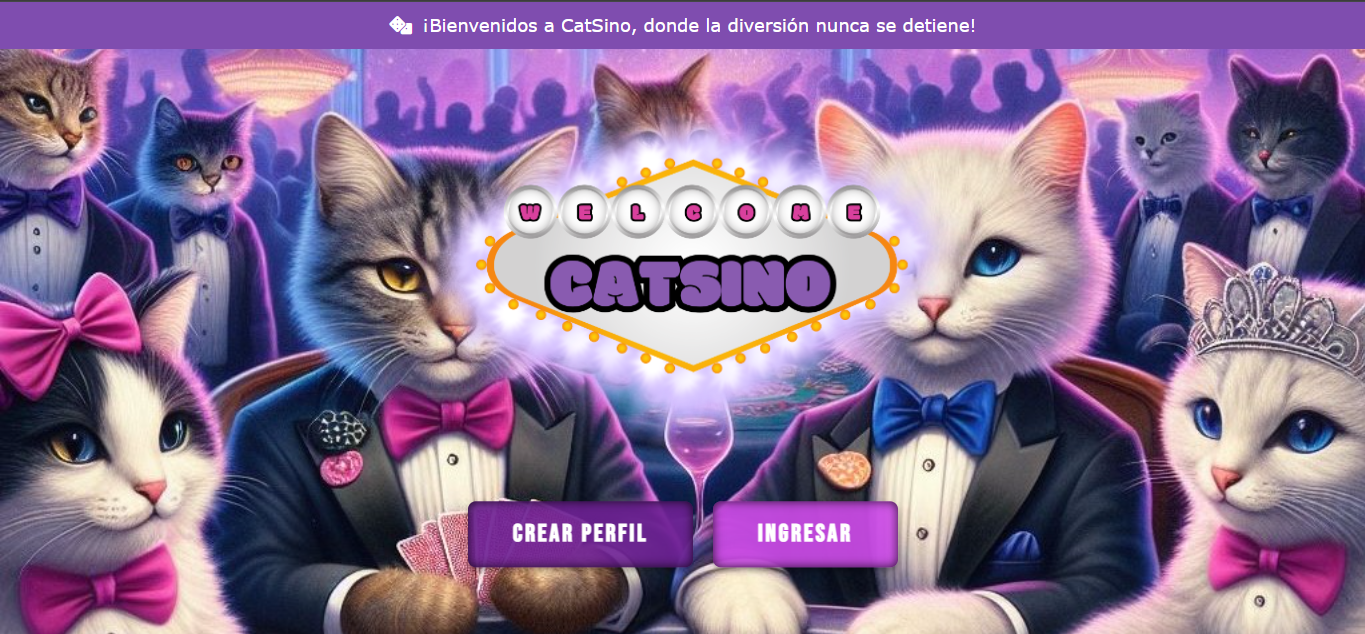 ¡Bienvenidos a CatSino, donde la diversión nunca se detiene!
WELCOME
CATSINO
CREAR PERFIL
INGRESAR